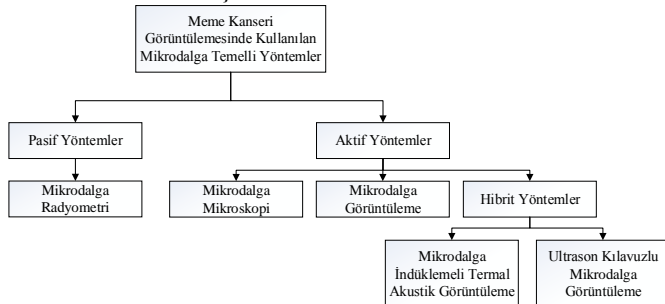 Meme Kanseri
Görüntülemesinde Kullanılan
Mikrodalga Temelli Yöntemler
Pasif Yöntemler
Aktif Yöntemler
Mikrodalga
Radyometri
Mikrodalga
Mikroskopi
Mikrodalga
Görüntüleme
Hibrit Yöntemler
Mikrodalga
İndüklemeli Termal
Akustik Görüntüleme
Ultrason Kılavuzlu
Mikrodalga
Görüntüleme